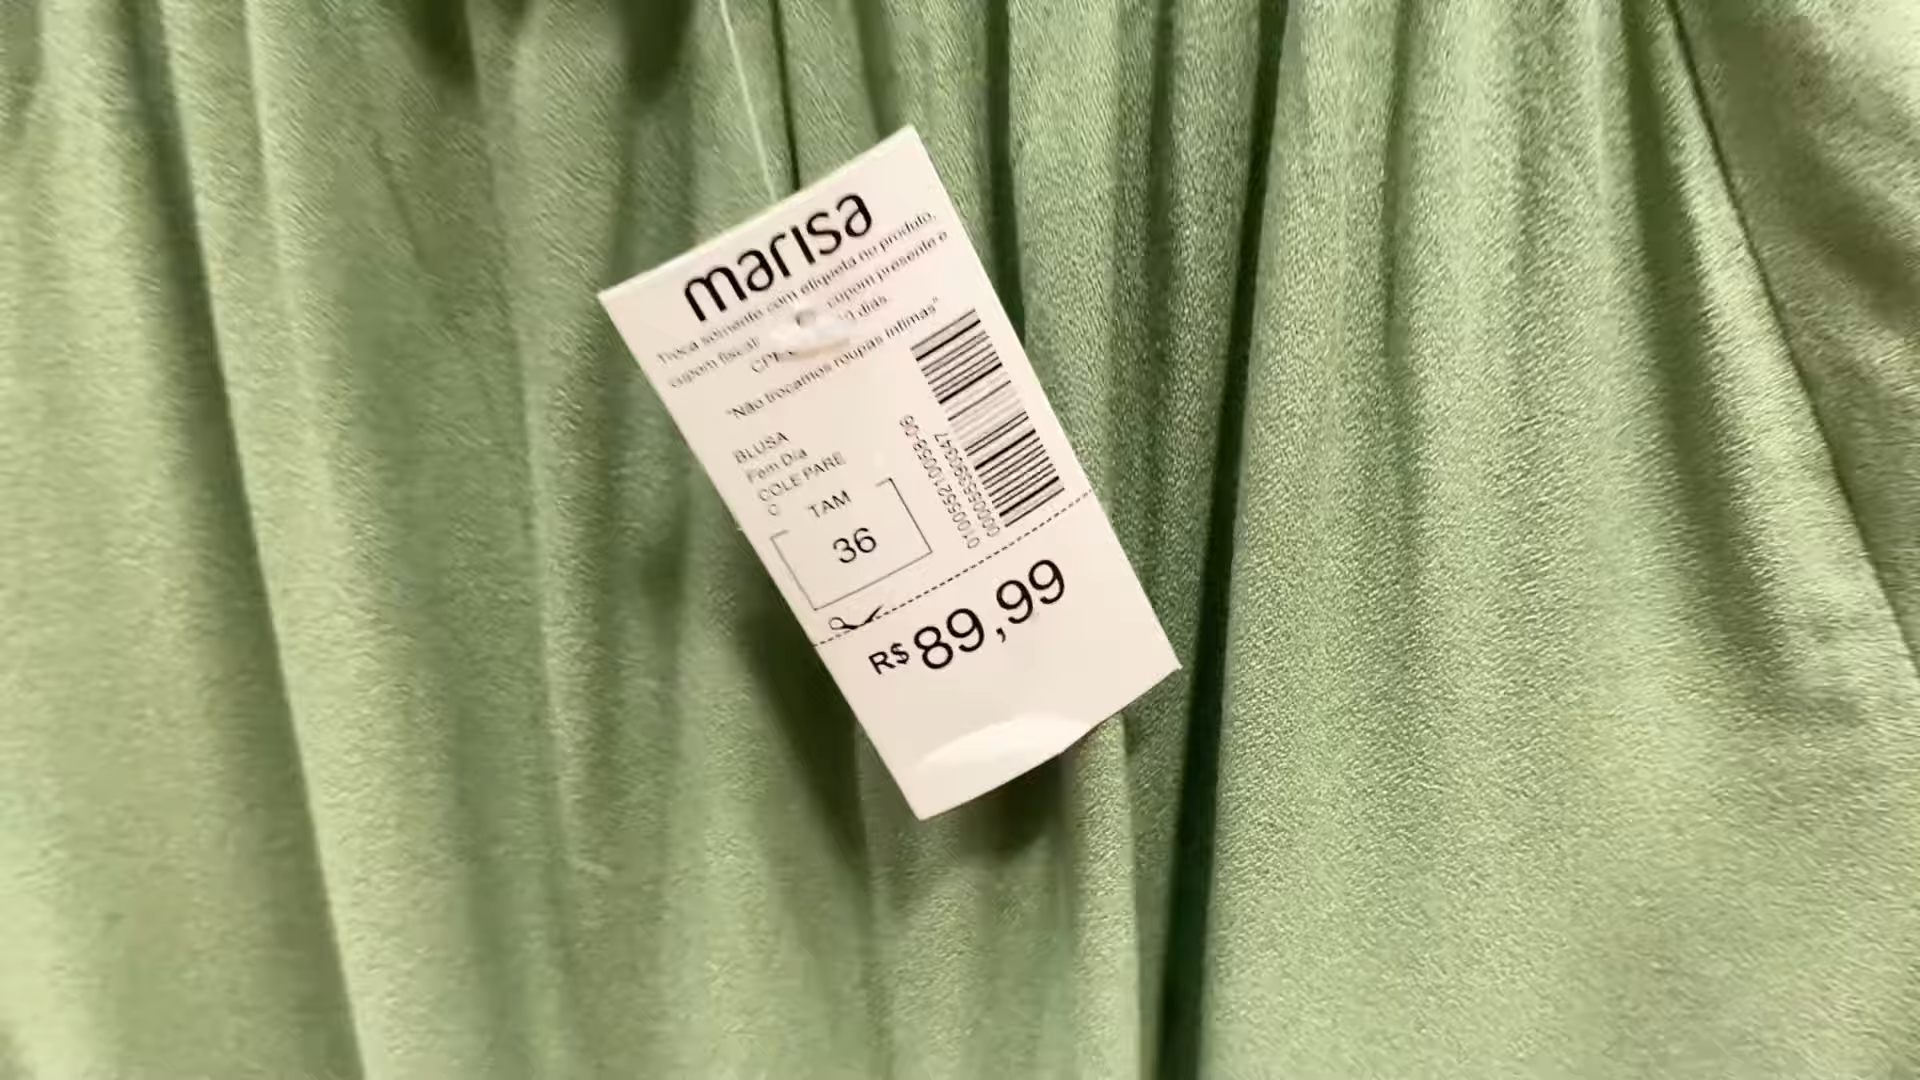 marisa
Troca somente com etiqueta no produto,
cupom fiscal cupom presente e
dias
"Não trocamos roupas íntimas"
BLUSA
Fem Dia
COLE PARE
C
TAM
36
R$ 89,99